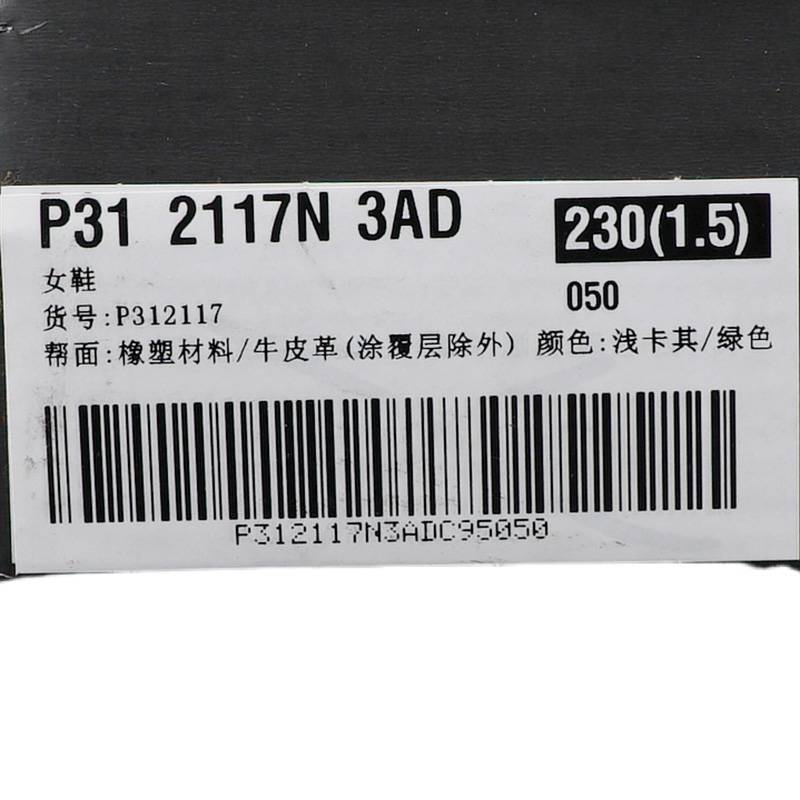 P31 2117N 3AD
230(1.5)
女鞋
050
货号:P312117
帮面:橡塑材料/牛皮革(涂覆层除外) 颜色:浅卡其/绿色
P312117N3ADC95050